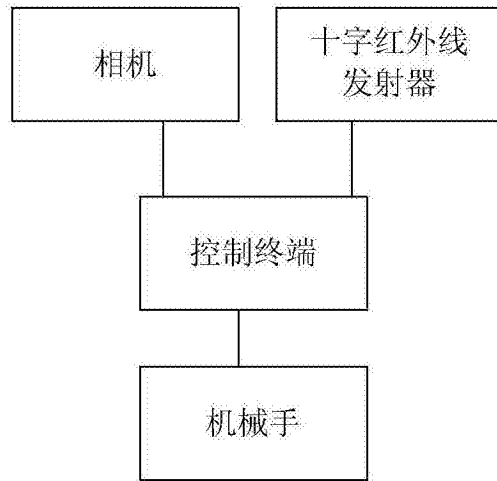 相机
十字红外线
发射器
控制终端
机械手